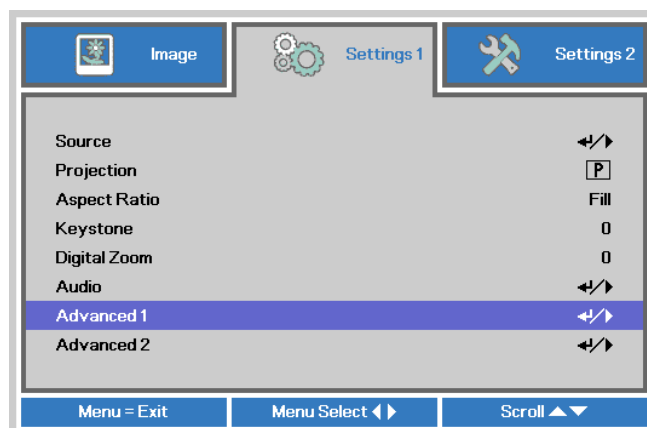 Image Settings 1 Settings 2
Source
Projection P
Aspect Ratio Fill
Keystone 0
Digital Zoom 0
Audio
Advanced 1
Advanced 2
Menu = Exit Menu Select Scroll